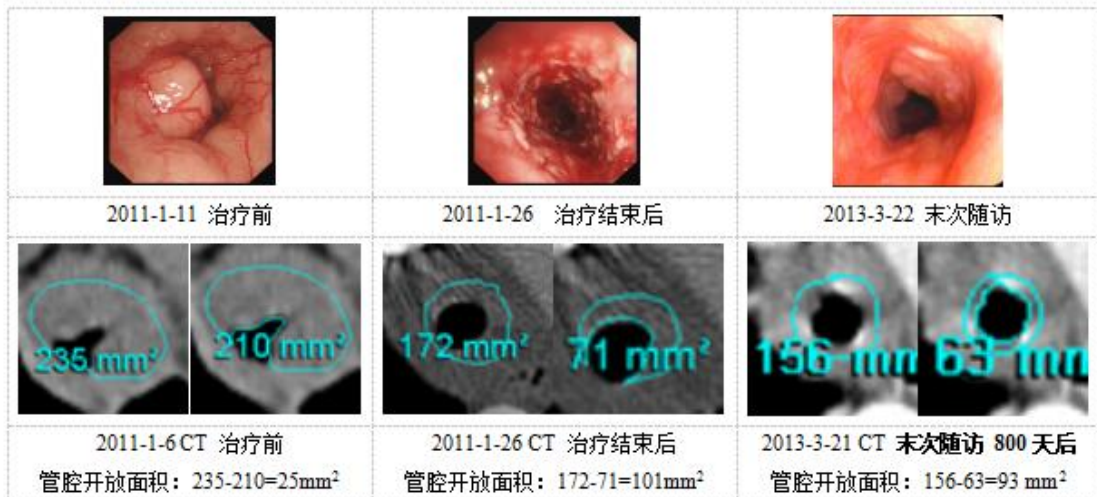 2011-1-11 治疗前
2011-1-26 治疗结束后
2013-3-22 末次随访
235 mm²
210 mm²
172 mm²
71 mm²
156 mm
63 mm
2011-1-6 CT 治疗前
管腔开放面积：235-210=25mm²
2011-1-26 CT 治疗结束后
管腔开放面积：172-71=101mm²
2013-3-21 CT 末次随访 800 天后
管腔开放面积：156-63=93 mm²